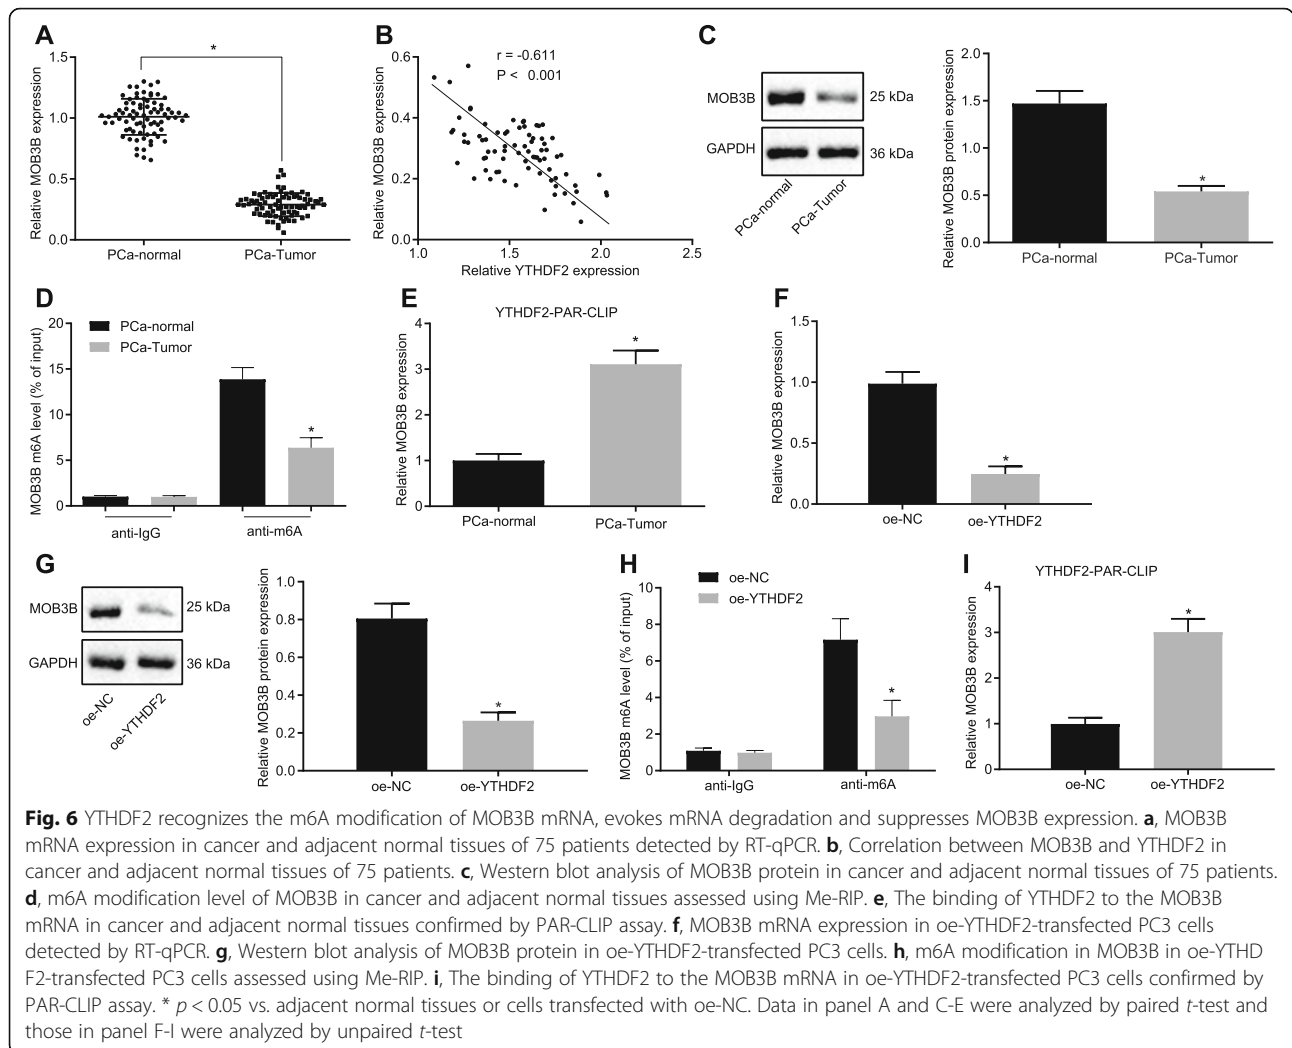 A
Relative MOB3B expression
1.5
1.0
0.5
0.0
*
PCa-normal
PCa-Tumor
B
Relative MOB3B expression
0.6
0.4
0.2
0.0
r = -0.611
P < 0.001
1.0
1.5
2.0
2.5
Relative YTHDF2 expression
C
MOB3B
25 kDa
GAPDH
36 kDa
PCa-normal
PCa-Tumor
Relative MOB3B protein expression
2.0
1.5
1.0
0.5
0.0
*
PCa-normal
PCa-Tumor
D
MOB3B m6A level (% of input)
20
15
10
5
0
PCa-normal
PCa-Tumor
*
anti-IgG
anti-m6A
E
YTHDF2-PAR-CLIP
Relative MOB3B expression
4
3
2
1
0
*
PCa-normal
PCa-Tumor
F
Relative MOB3B expression
1.5
1.0
0.5
0.0
*
oe-NC
oe-YTHDF2
G
MOB3B
25 kDa
GAPDH
36 kDa
oe-NC
oe-YTHDF2
Relative MOB3B protein expression
1.0
0.8
0.6
0.4
0.2
0.0
*
oe-NC
oe-YTHDF2
H
MOB3B m6A level (% of input)
10
8
6
4
2
0
oe-NC
oe-YTHDF2
*
anti-IgG
anti-m6A
I
YTHDF2-PAR-CLIP
Relative MOB3B expression
4
3
2
1
0
*
oe-NC
oe-YTHDF2
Fig. 6 YTHDF2 recognizes the m6A modification of MOB3B mRNA, evokes mRNA degradation and suppresses MOB3B expression. a, MOB3B
mRNA expression in cancer and adjacent normal tissues of 75 patients detected by RT-qPCR. b, Correlation between MOB3B and YTHDF2 in
cancer and adjacent normal tissues of 75 patients. c, Western blot analysis of MOB3B protein in cancer and adjacent normal tissues of 75 patients.
d, m6A modification level of MOB3B in cancer and adjacent normal tissues assessed using Me-RIP. e, The binding of YTHDF2 to the MOB3B
mRNA in cancer and adjacent normal tissues confirmed by PAR-CLIP assay. f, MOB3B mRNA expression in oe-YTHDF2-transfected PC3 cells
detected by RT-qPCR. g, Western blot analysis of MOB3B protein in oe-YTHDF2-transfected PC3 cells. h, m6A modification in MOB3B in oe-YTHD
F2-transfected PC3 cells assessed using Me-RIP. i, The binding of YTHDF2 to the MOB3B mRNA in oe-YTHDF2-transfected PC3 cells confirmed by
PAR-CLIP assay. * p < 0.05 vs. adjacent normal tissues or cells transfected with oe-NC. Data in panel A and C-E were analyzed by paired t-test and
those in panel F-I were analyzed by unpaired t-test